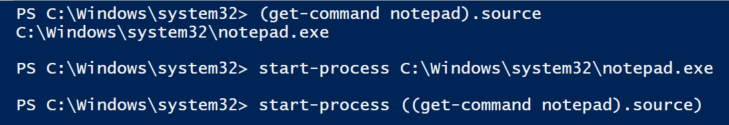 PS C:\Windows\system32> (get-command notepad).source
C:\Windows\system32\notepad.exe
PS C:\Windows\system32> start-process C:\Windows\system32\notepad.exe
PS C:\Windows\system32> start-process ((get-command notepad).source)